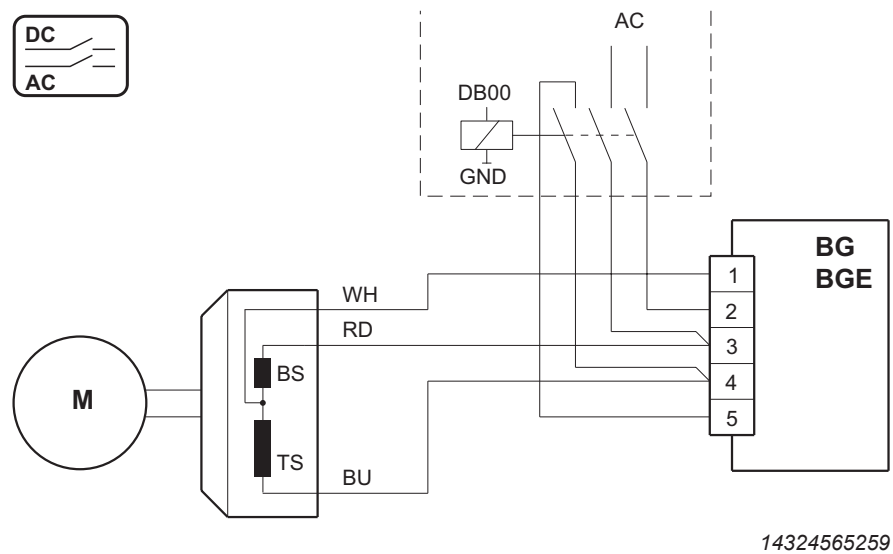 DC
AC
AC
DB00
GND
BG
BGE
WH
RD
BS
TS
BU
M
1
2
3
4
5
14324565259